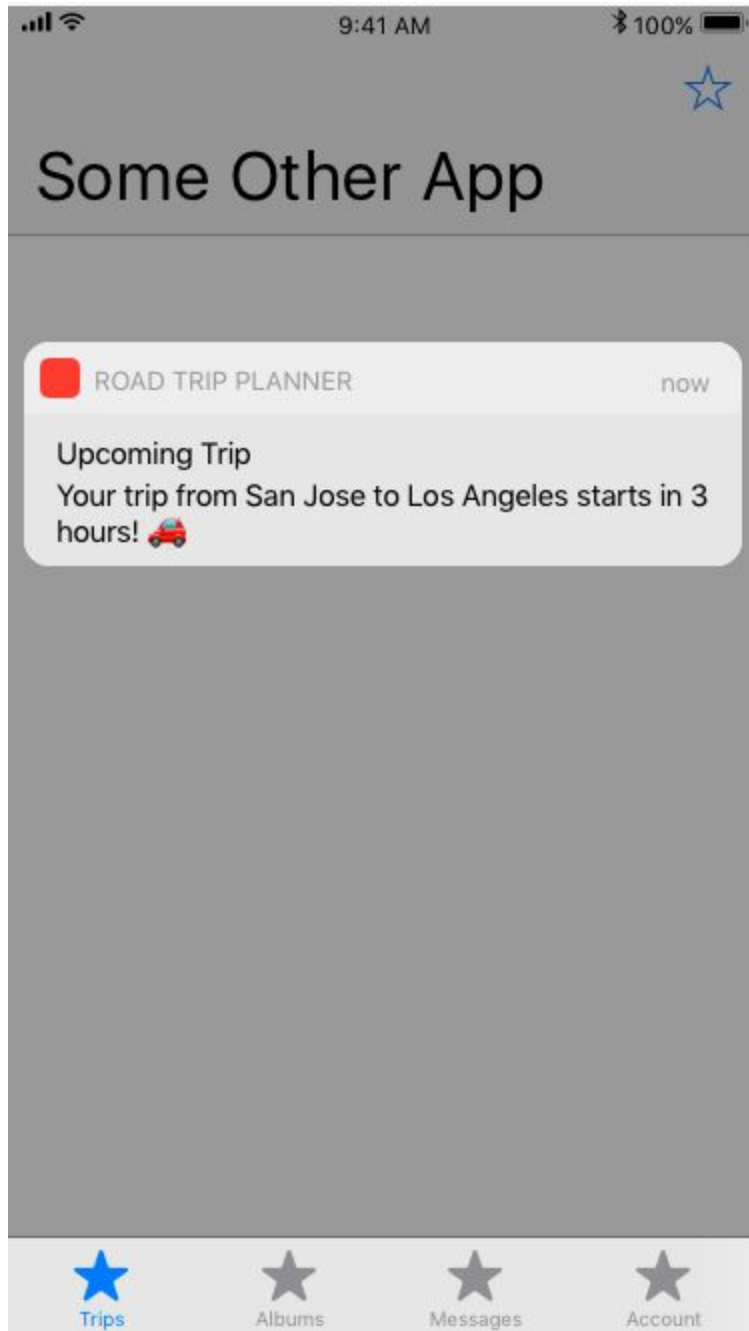 9:41 AM 100%
Some Other App
ROAD TRIP PLANNER now
Upcoming Trip
Your trip from San Jose to Los Angeles starts in 3
hours! 🚗
Trips Albums Messages Account